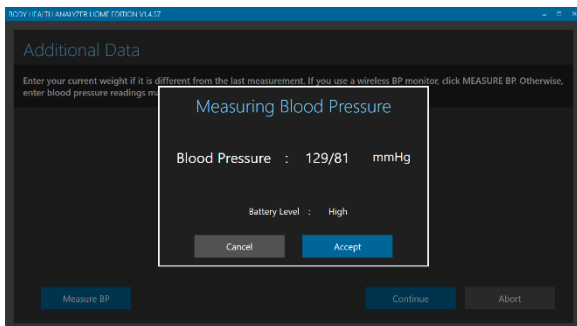 BODY HEALTH ANALYZER HOME EDITION V1.4.57
Additional Data
Enter your current weight if it is different from the last measurement. If you use a wireless BP monitor, click MEASURE BP. Otherwise,
enter blood pressure readings
Measuring Blood Pressure
Blood Pressure : 129/81 mmHg
Battery Level : High
Cancel Accept
Measure BP Continue Abort